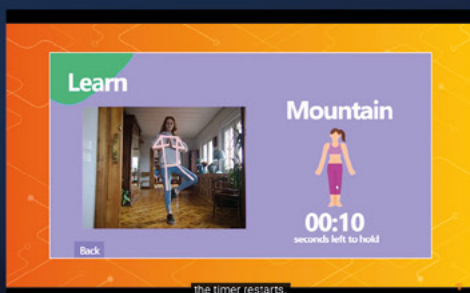 Learn
Mountain
00:10
seconds left to hold
Back
the timer restarts.